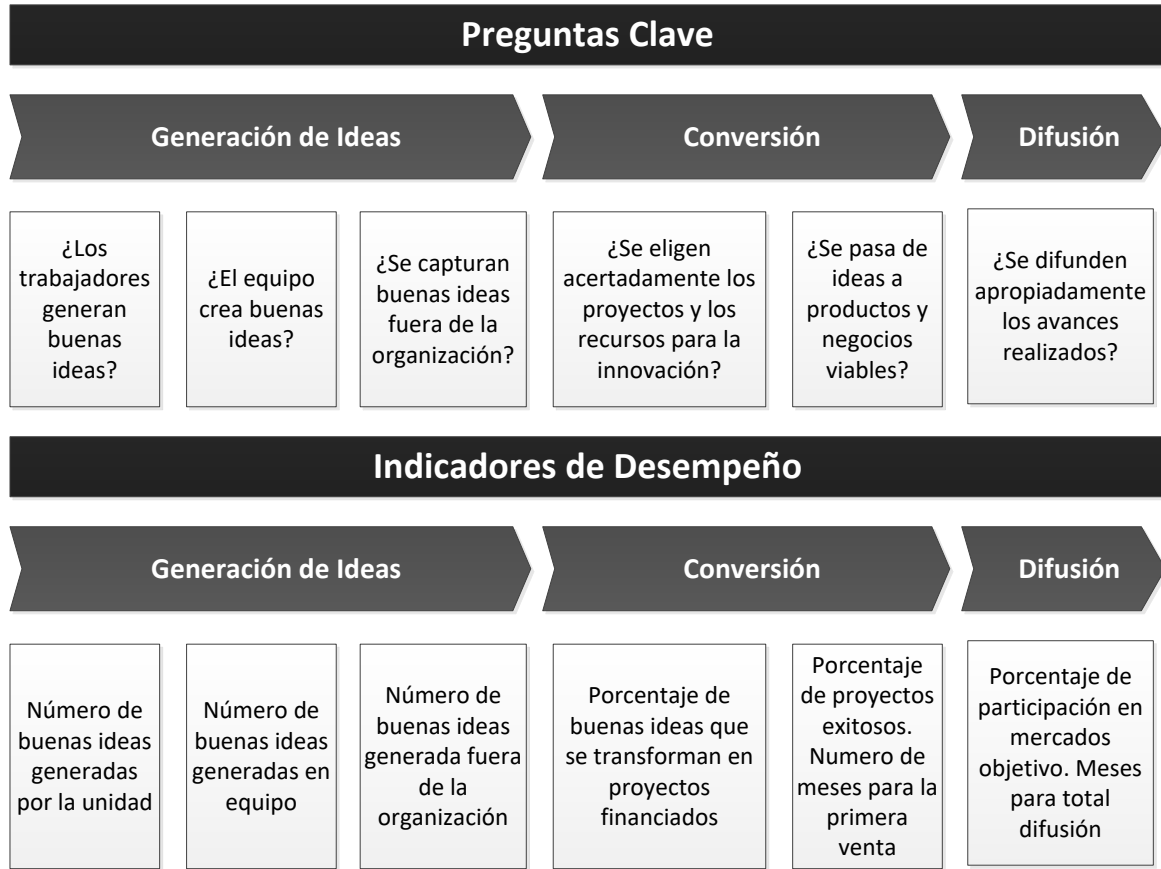 Preguntas Clave
Generación de Ideas
Conversión
Difusión
¿Los
trabajadores
generan
buenas
ideas?
¿El equipo
crea buenas
ideas?
¿Se capturan
buenas ideas
fuera de la
organización?
¿Se eligen
acertadamente los
proyectos y los
recursos para la
innovación?
¿Se pasa de
ideas a
productos y
negocios
viables?
¿Se difunden
apropiadamente
los avances
realizados?
Indicadores de Desempeño
Generación de Ideas
Conversión
Difusión
Número de
buenas ideas
generadas
por la unidad
Número de
buenas ideas
generadas en
equipo
Número de
buenas ideas
generada fuera
de la
organización
Porcentaje de
buenas ideas que
se transforman en
proyectos
financiados
Porcentaje
de proyectos
exitosos.
Numero de
meses para la
primera
venta
Porcentaje de
participación en
mercados
objetivo. Meses
para total
difusión